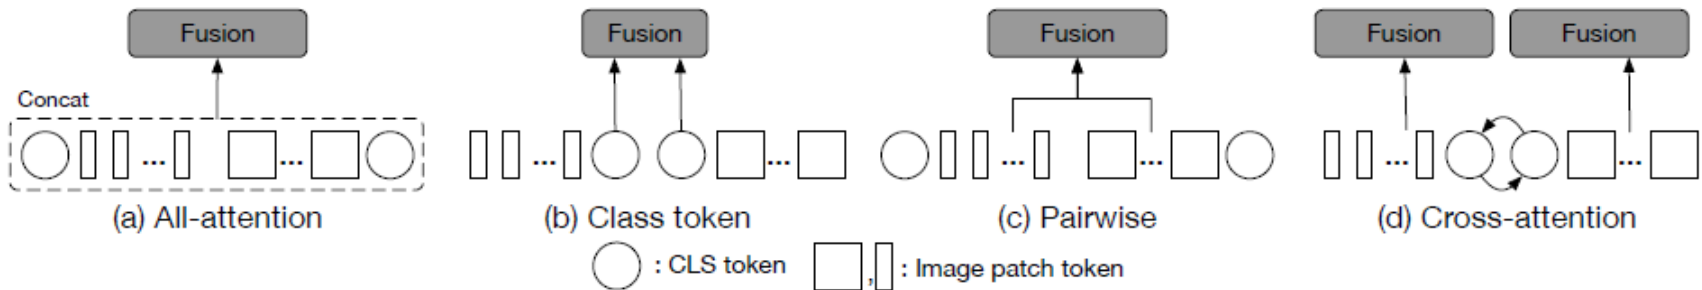 Fusion Fusion Fusion Fusion Fusion
Concat
... ... ... ... ... ... ... ...
(a) All-attention (b) Class token (c) Pairwise (d) Cross-attention
: CLS token , : Image patch token